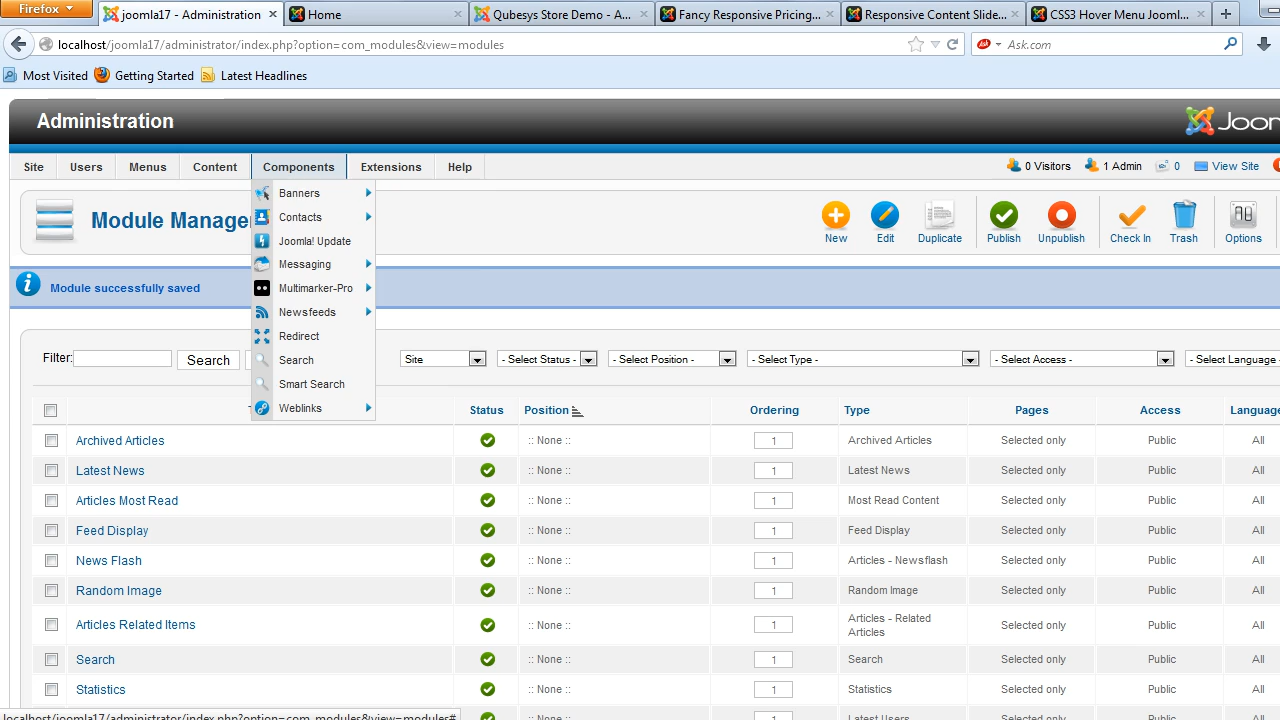 Firefox
joomla17 - Administration
Home
Qubesys Store Demo - A...
Fancy Responsive Pricing...
Responsive Content Slide...
CSS3 Hover Menu Jooml...
localhost/joomla17/administrator/index.php?option=com_modules&view=modules
Ask.com
Most Visited
Getting Started
Latest Headlines
Administration
Joo
Site
Users
Menus
Content
Components
Extensions
Help
0 Visitors
1 Admin
0
View Site
Banners
Contacts
Joomla! Update
Messaging
Multimarker-Pro
Newsfeeds
Redirect
Search
Smart Search
Weblinks
Module Manage
New
Edit
Duplicate
Publish
Unpublish
Check In
Trash
Options
Module successfully saved
Filter:
Search
Site
- Select Status -
- Select Position -
- Select Type -
- Select Access -
- Select Language -
Status Position Ordering Type Pages Access Language
Archived Articles :: None :: 1 Archived Articles Selected only Public All
Latest News :: None :: 1 Latest News Selected only Public All
Articles Most Read :: None :: 1 Most Read Content Selected only Public All
Feed Display :: None :: 1 Feed Display Selected only Public All
News Flash :: None :: 1 Articles - Newsflash Selected only Public All
Random Image :: None :: 1 Random Image Selected only Public All
Articles Related Items :: None :: 1 Articles - Related Articles Selected only Public All
Search :: None :: 1 Search Selected only Public All
Statistics :: None :: 1 Statistics Selected only Public All
localhost/joomla17/administrator/index.php?option=com_modules&view=modules#
:: None :: 1 Latest Users Selected only Public All